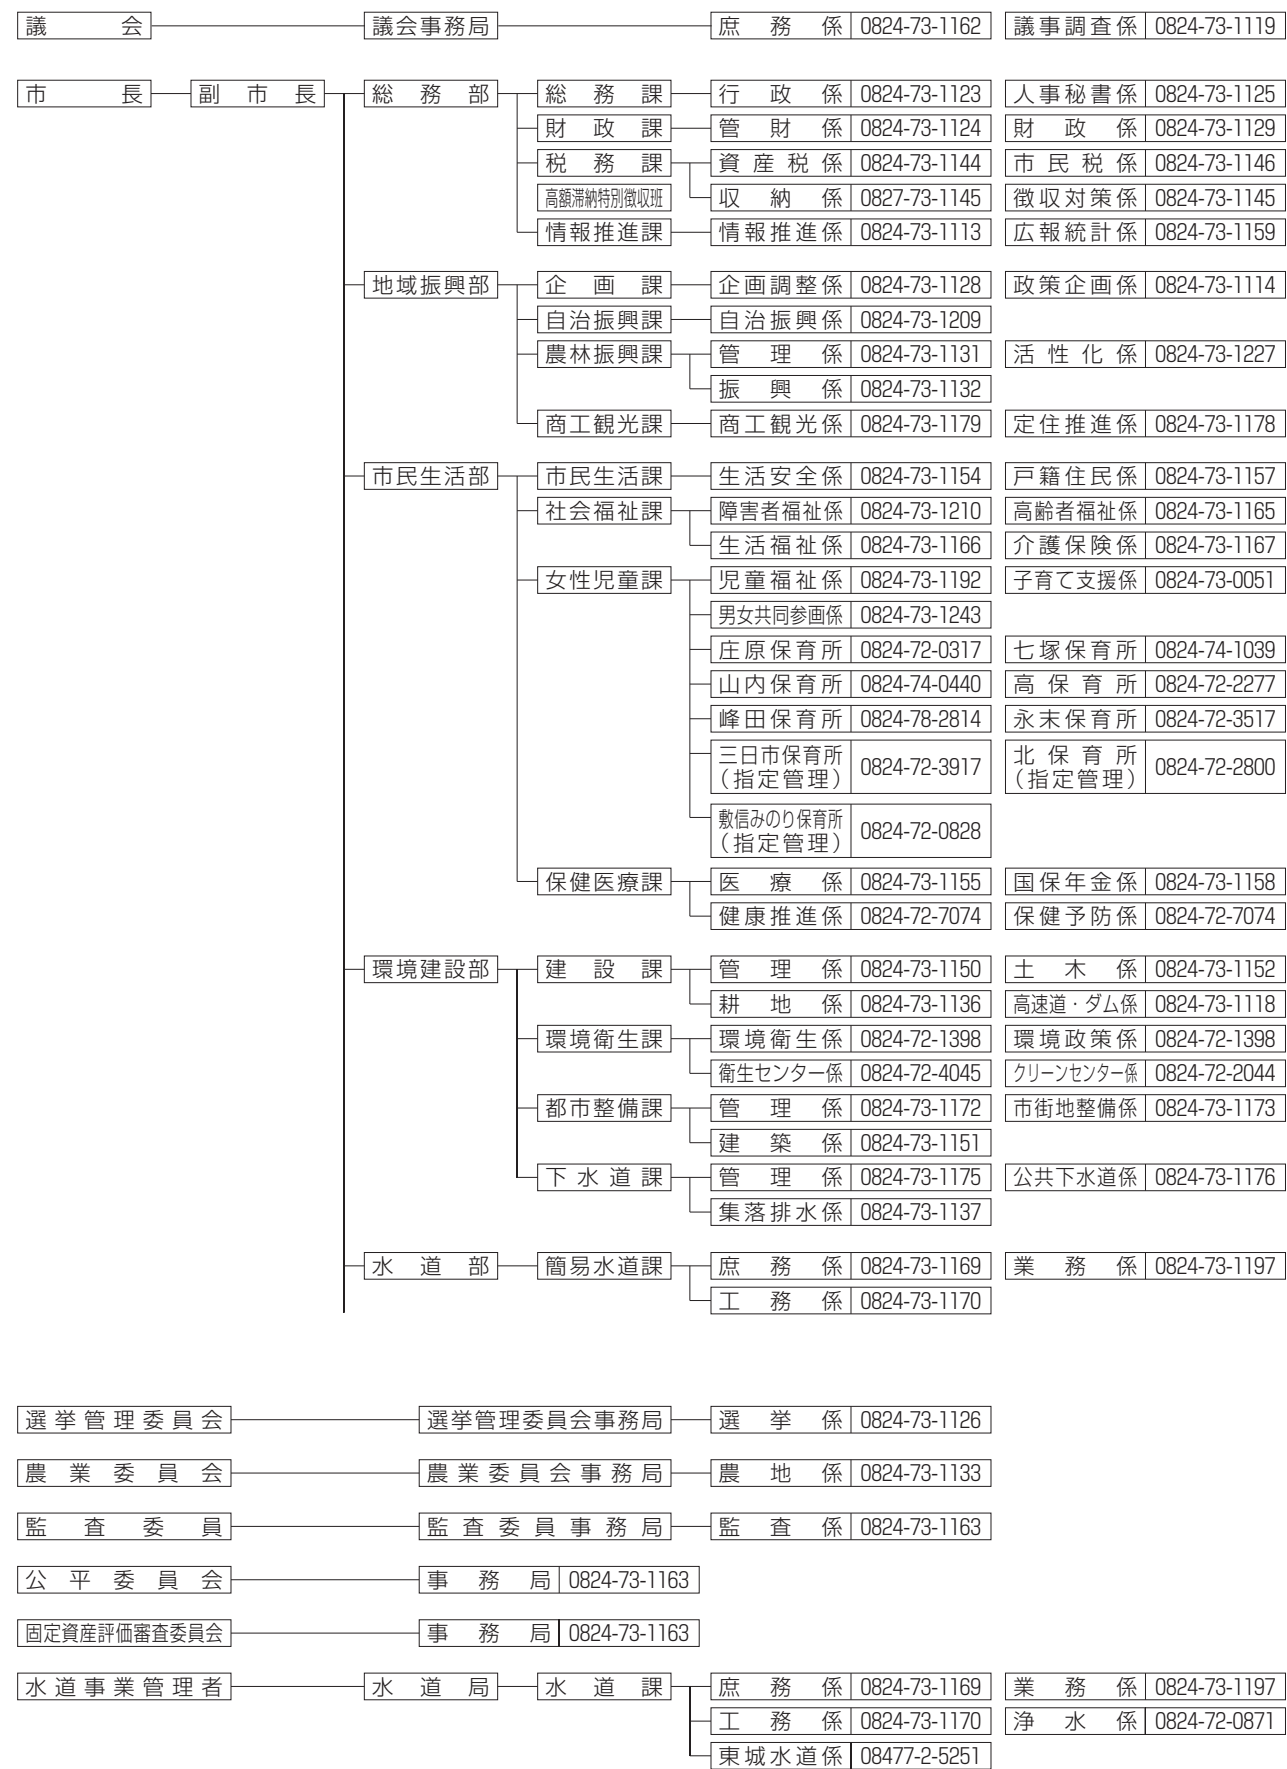 議会 議会事務局 庶務係 0824-73-1162 議事調査係 0824-73-1119
市長 副市長 総務部 総務課 行政係 0824-73-1123 人事秘書係 0824-73-1125
財政課 管財係 0824-73-1124 財政係 0824-73-1129
税務課 資産税係 0824-73-1144 市民税係 0824-73-1146
高額滞納特別徴収班 収納係 0827-73-1145 徴収対策係 0824-73-1145
情報推進課 情報推進係 0824-73-1113 広報統計係 0824-73-1159
地域振興部 企画課 企画調整係 0824-73-1128 政策企画係 0824-73-1114
自治振興課 自治振興係 0824-73-1209
農林振興課 管理係 0824-73-1131 活性化係 0824-73-1227
振興係 0824-73-1132
商工観光課 商工観光係 0824-73-1179 定住推進係 0824-73-1178
市民生活部 市民生活課 生活安全係 0824-73-1154 戸籍住民係 0824-73-1157
社会福祉課 障害者福祉係 0824-73-1210 高齢者福祉係 0824-73-1165
生活福祉係 0824-73-1166 介護保険係 0824-73-1167
女性児童課 児童福祉係 0824-73-1192 子育て支援係 0824-73-0051
男女共同参画係 0824-73-1243
庄原保育所 0824-72-0317 七塚保育所 0824-74-1039
山内保育所 0824-74-0440 高保育所 0824-72-2277
峰田保育所 0824-78-2814 永末保育所 0824-72-3517
三日市保育所（指定管理） 0824-72-3917 北保育所（指定管理） 0824-72-2800
敷信みのり保育所（指定管理） 0824-72-0828
保健医療課 医療係 0824-73-1155 国保年金係 0824-73-1158
健康推進係 0824-72-7074 保健予防係 0824-72-7074
環境建設部 建設課 管理係 0824-73-1150 土木係 0824-73-1152
耕地係 0824-73-1136 高速道・ダム係 0824-73-1118
環境衛生課 環境衛生係 0824-72-1398 環境政策係 0824-72-1398
衛生センター係 0824-72-4045 クリーンセンター係 0824-72-2044
都市整備課 管理係 0824-73-1172 市街地整備係 0824-73-1173
建築係 0824-73-1151
下水道課 管理係 0824-73-1175 公共下水道係 0824-73-1176
集落排水係 0824-73-1137
水道部 簡易水道課 庶務係 0824-73-1169 業務係 0824-73-1197
工務係 0824-73-1170
選挙管理委員会 選挙管理委員会事務局 選挙係 0824-73-1126
農業委員会 農業委員会事務局 農地係 0824-73-1133
監査委員 監査委員事務局 監査係 0824-73-1163
公平委員会 事務局 0824-73-1163
固定資産評価審査委員会 事務局 0824-73-1163
水道事業管理者 水道局 水道課 庶務係 0824-73-1169 業務係 0824-73-1197
工務係 0824-73-1170 浄水係 0824-72-0871
東城水道係 08477-2-5251